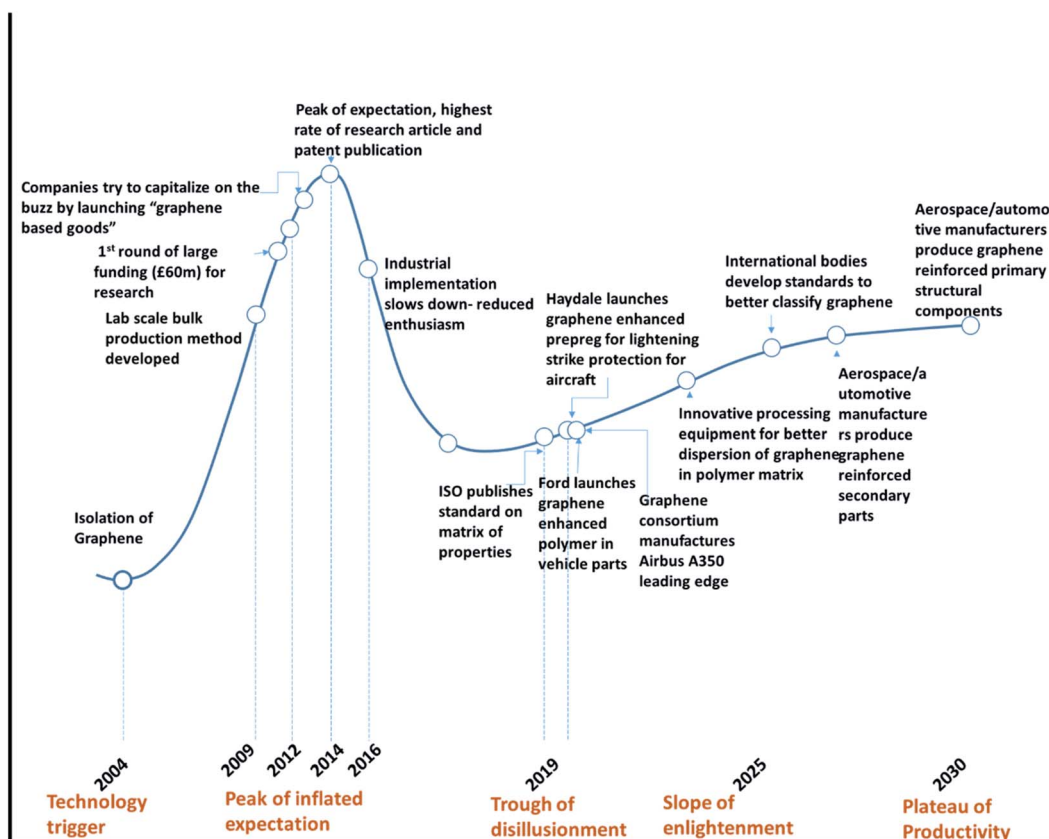 Peak of expectation, highest
rate of research article and
patent publication
Companies try to capitalize on the
buzz by launching “graphene
based goods”
1st round of large
funding (£60m) for
research
Lab scale bulk
production method
developed
Isolation of
Graphene
Industrial
implementation
slows down- reduced
enthusiasm
Haydale launches
graphene enhanced
prepreg for lightening
strike protection for
aircraft
ISO publishes
standard on
matrix of
properties
Ford launches
graphene
enhanced
polymer in
vehicle parts
Graphene
consortium
manufactures
Airbus A350
leading edge
International bodies
develop standards to
better classify graphene
Innovative processing
equipment for better
dispersion of graphene
in polymer matrix
Aerospace/a
utomotive
manufacture
rs produce
graphene
reinforced
secondary
parts
Aerospace/automo
tive manufacturers
produce graphene
reinforced primary
structural
components
2004
2009
2012
2014
2016
2019
2025
2030
Technology
trigger
Peak of inflated
expectation
Trough of
disillusionment
Slope of
enlightenment
Plateau of
Productivity